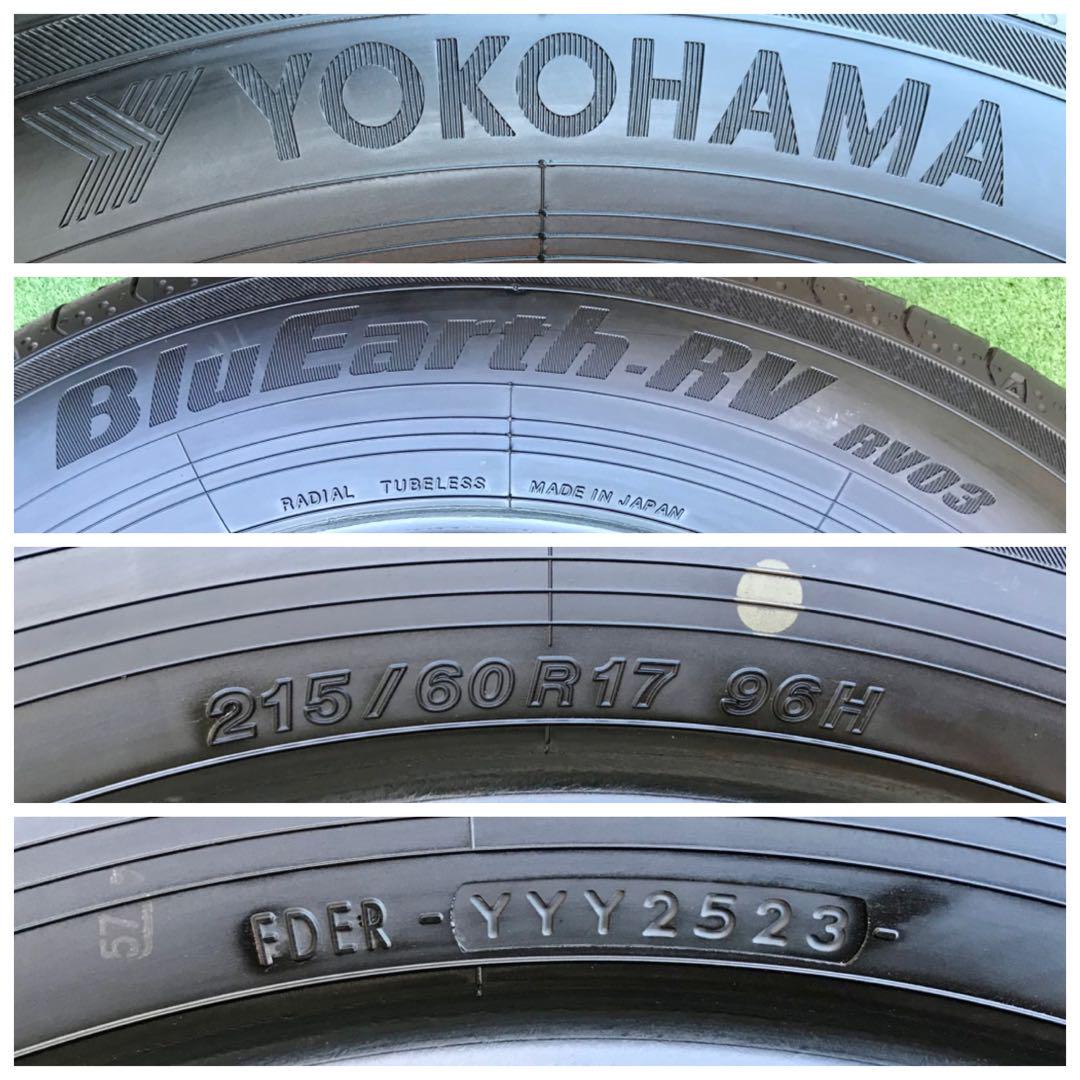 YOKOHAMA
BluEarth-RV RV03
RADIAL TUBELESS MADE IN JAPAN
215/60R17 96H
FDER-YYY2523-